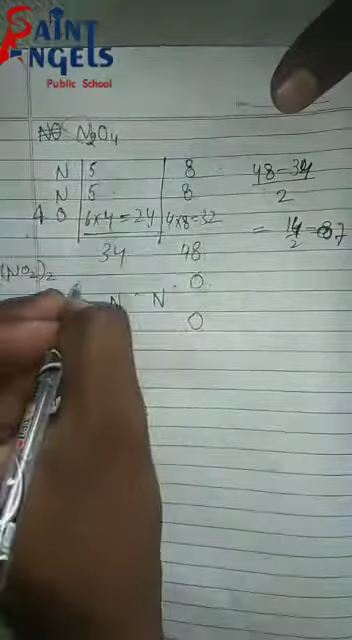 SAINT
ANGELS
Public School
N2O4
N 5 8 48-34
N 5 8 2
4 O 6x4=24 4x8=32 = 14/2 = 7
34 48
(NO2)2 O
N N
O